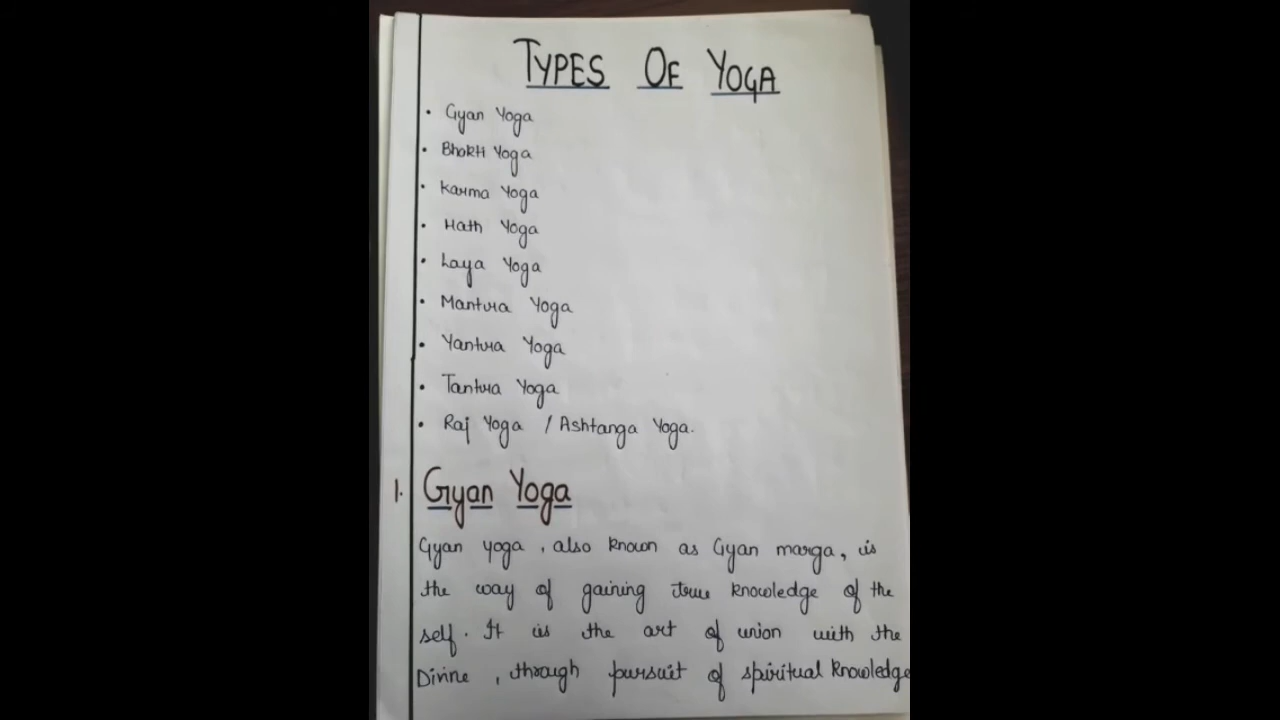 TYPES OF YOGA
• Gyan Yoga
• Bhakti Yoga
• Karma Yoga
• Hath Yoga
• Laya Yoga
• Mantra Yoga
• Yantra Yoga
• Tantra Yoga
• Raj Yoga / Ashtanga Yoga.
1. Gyan Yoga
Gyan yoga, also known as Gyan marga, is
the way of gaining true knowledge of the
self. It is the art of union with the
Divine, through pursuit of spiritual knowledge